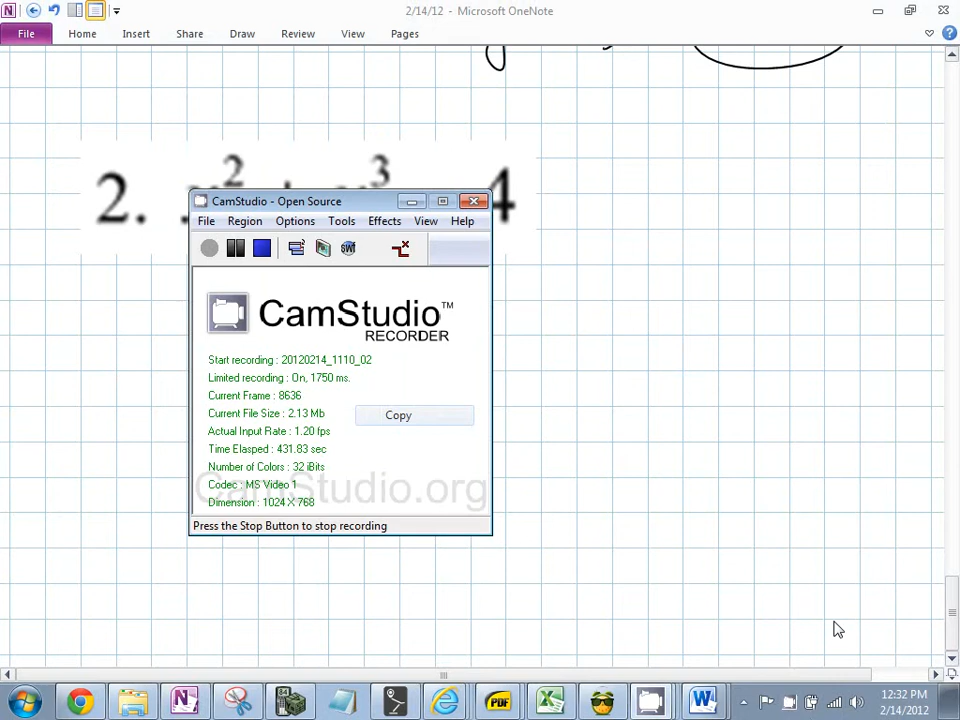 2/14/12 - Microsoft OneNote
File Home Insert Share Draw Review View Pages
2. 2 3 4
CamStudio - Open Source
File Region Options Tools Effects View Help
SWf
CamStudio™
RECORDER
Start recording : 20120214_1110_02
Limited recording : On, 1750 ms.
Current Frame : 8636
Current File Size : 2.13 Mb
Copy
Actual Input Rate : 1.20 fps
Time Elasped : 431.83 sec
Number of Colors : 32 iBits
Codec : MS Video 1
CamStudio.org
Dimension : 1024 X 768
Press the Stop Button to stop recording
12:32 PM
2/14/2012